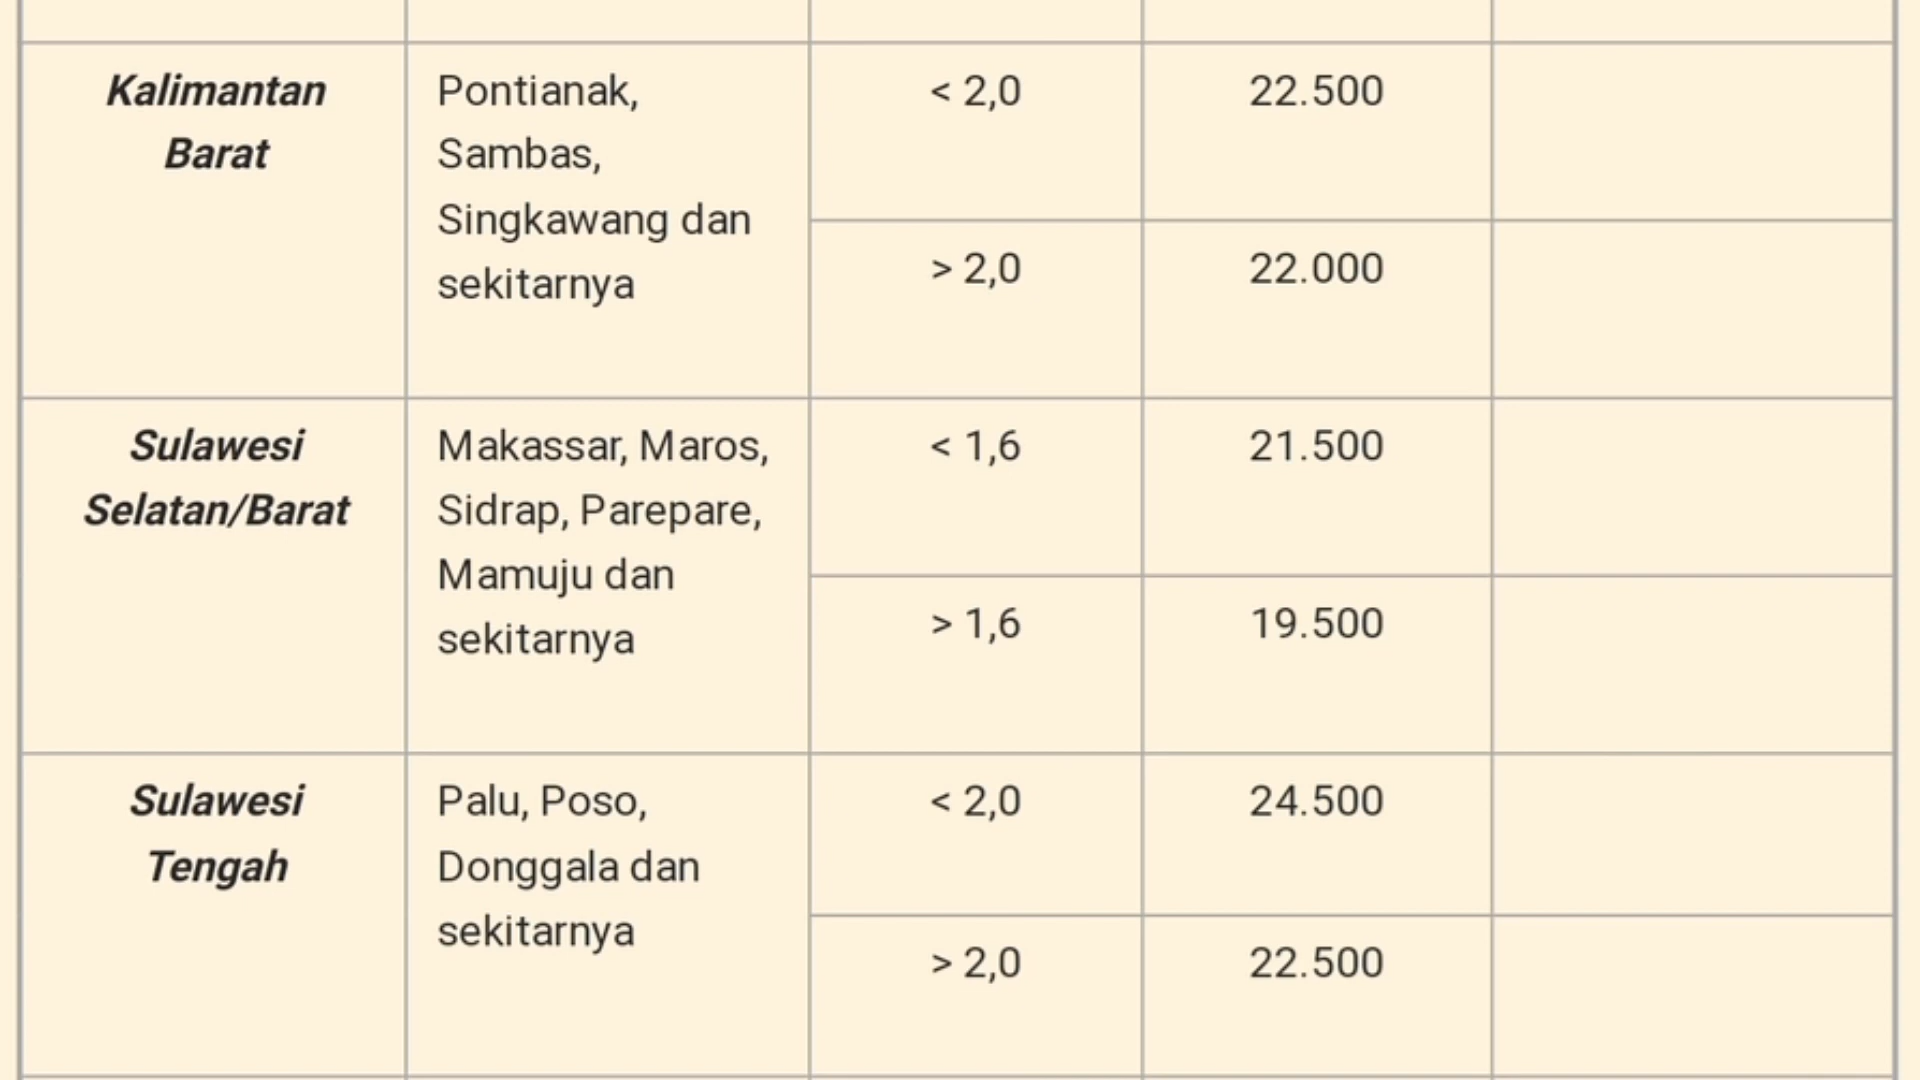 Kalimantan
Barat
Pontianak,
Sambas,
Singkawang dan
sekitarnya
< 2,0
22.500
> 2,0
22.000
Sulawesi
Selatan/Barat
Makassar, Maros,
Sidrap, Parepare,
Mamuju dan
sekitarnya
< 1,6
21.500
> 1,6
19.500
Sulawesi
Tengah
Palu, Poso,
Donggala dan
sekitarnya
< 2,0
24.500
> 2,0
22.500